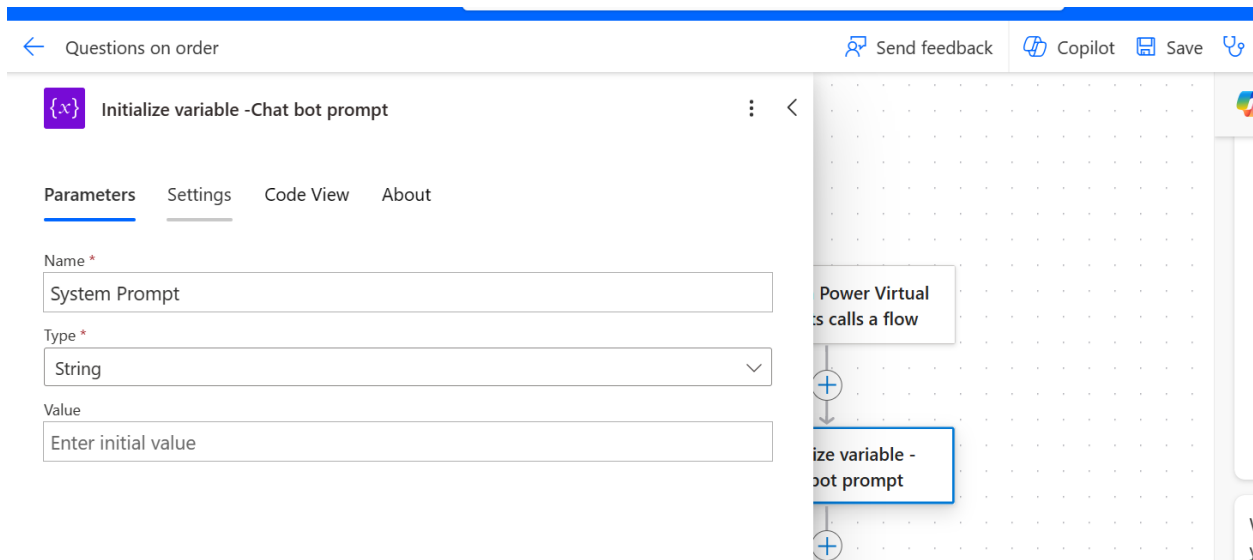 Questions on order
Send feedback
Copilot
Save
{x}
Initialize variable -Chat bot prompt
Parameters
Settings
Code View
About
Name *
System Prompt
Type *
String
Value
Enter initial value
Power Virtual
ts calls a flow
ize variable -
bot prompt